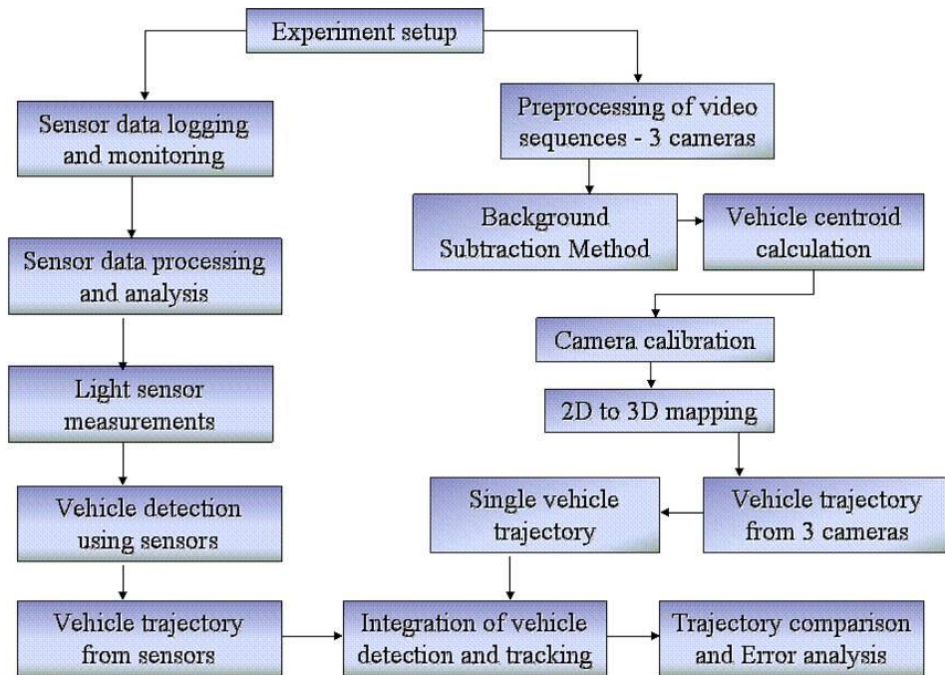 Experiment setup
Sensor data logging
and monitoring
Preprocessing of video
sequences - 3 cameras
Background
Subtraction Method
Vehicle centroid
calculation
Sensor data processing
and analysis
Camera calibration
Light sensor
measurements
2D to 3D mapping
Vehicle detection
using sensors
Single vehicle
trajectory
Vehicle trajectory
from 3 cameras
Vehicle trajectory
from sensors
Integration of vehicle
detection and tracking
Trajectory comparison
and Error analysis